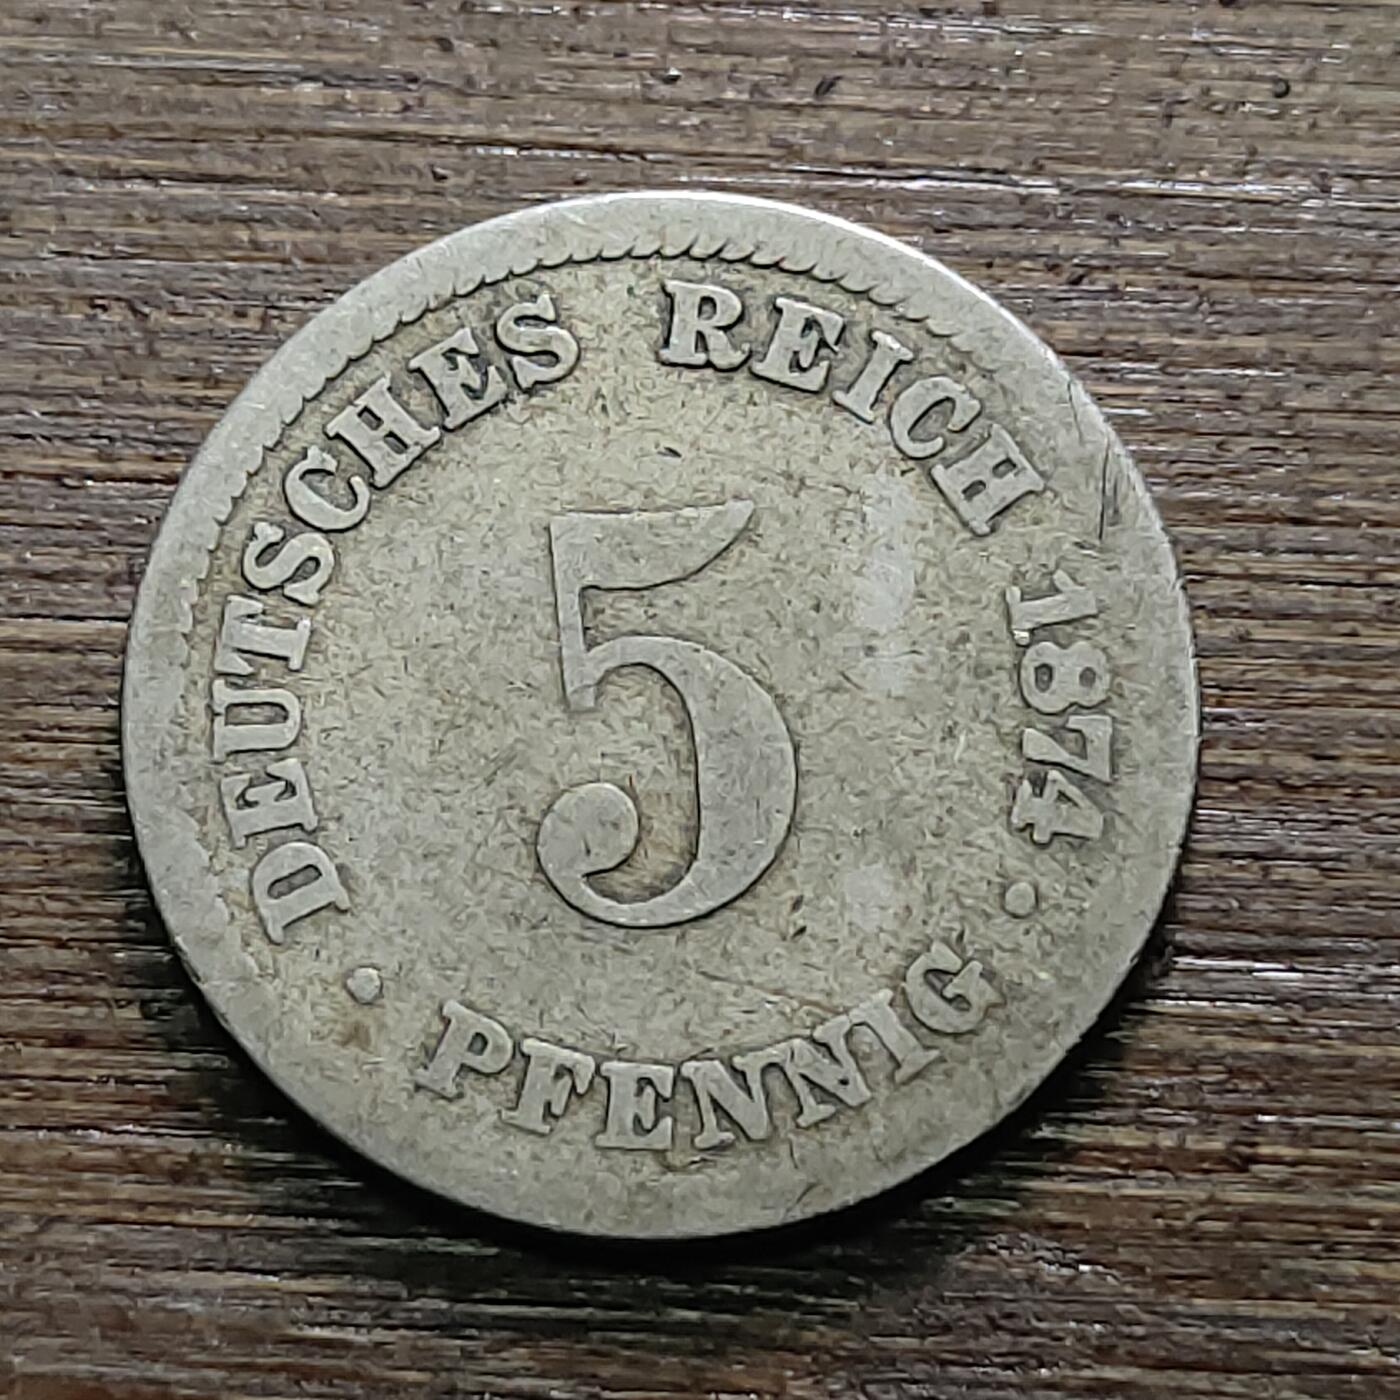 DEUTSCHES REICH 1874
5
· PFENNIG ·